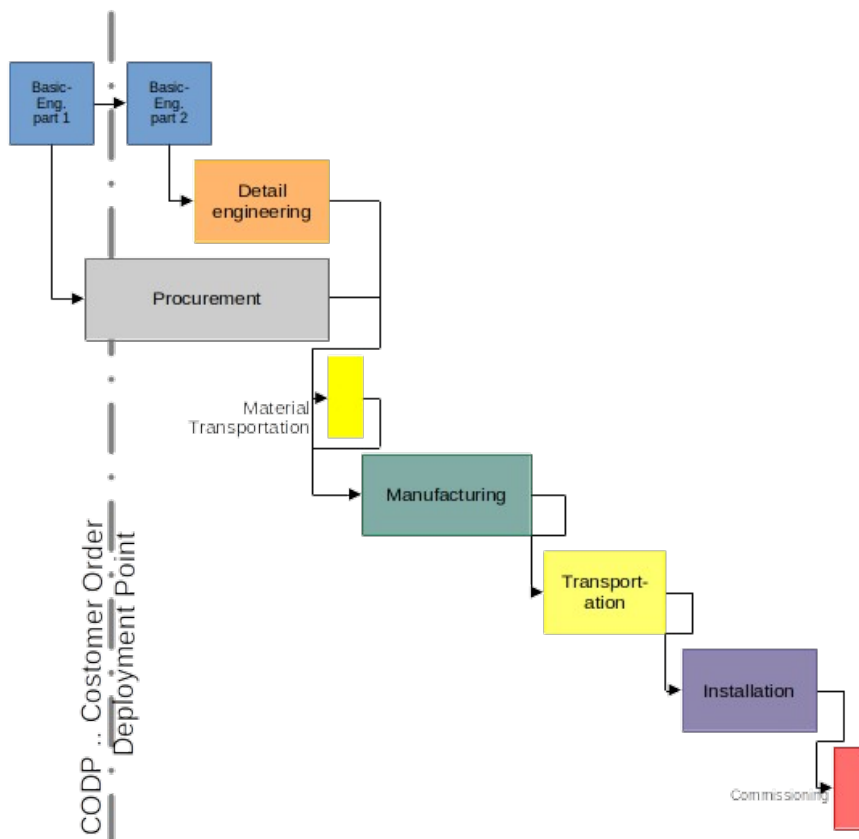 Basic-
Eng.
part 1
Basic-
Eng.
part 2
Detail
engineering
Procurement
Material
Transportation
Manufacturing
Transport-
ation
Installation
Commissioning
CODP .. Costomer Order
Deployment Point